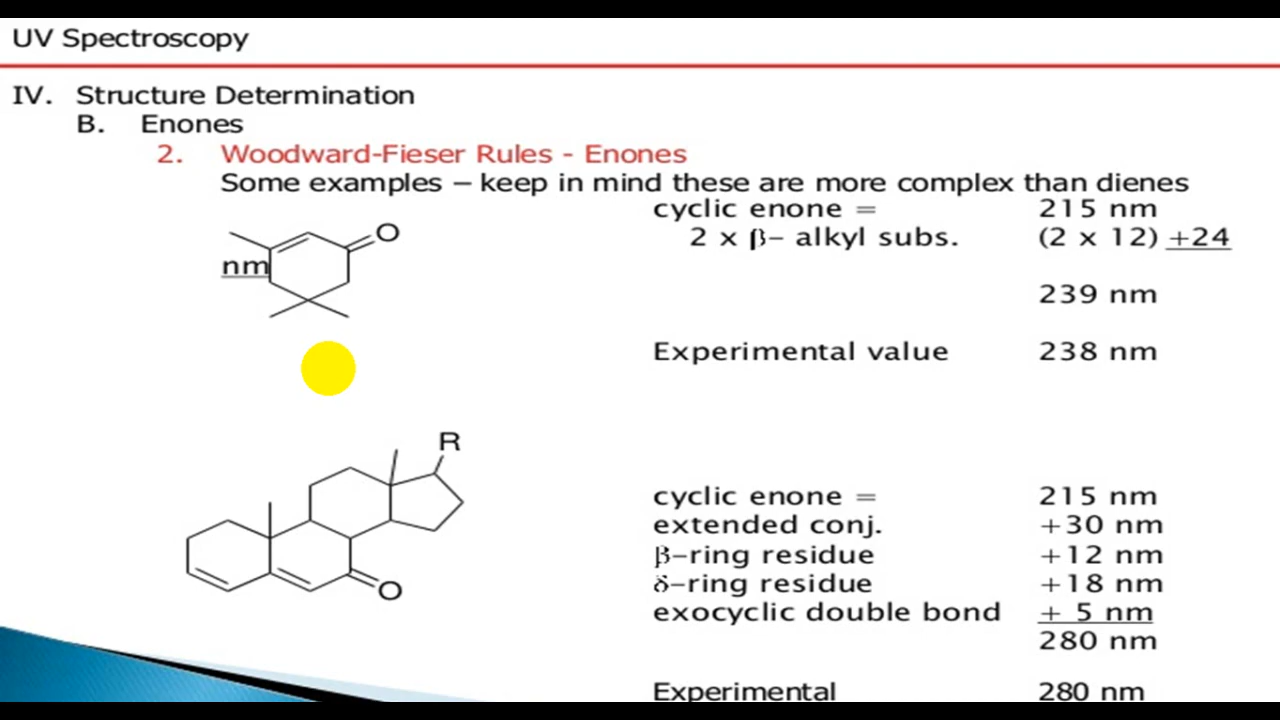 UV Spectroscopy
IV. Structure Determination
B. Enones
2. Woodward-Fieser Rules - Enones
Some examples – keep in mind these are more complex than dienes
cyclic enone = 215 nm
2 x β– alkyl subs. (2 x 12) +24
nm
O
239 nm
Experimental value 238 nm
R
O
cyclic enone = 215 nm
extended conj. +30 nm
β–ring residue +12 nm
δ–ring residue +18 nm
exocyclic double bond + 5 nm
280 nm
Experimental 280 nm